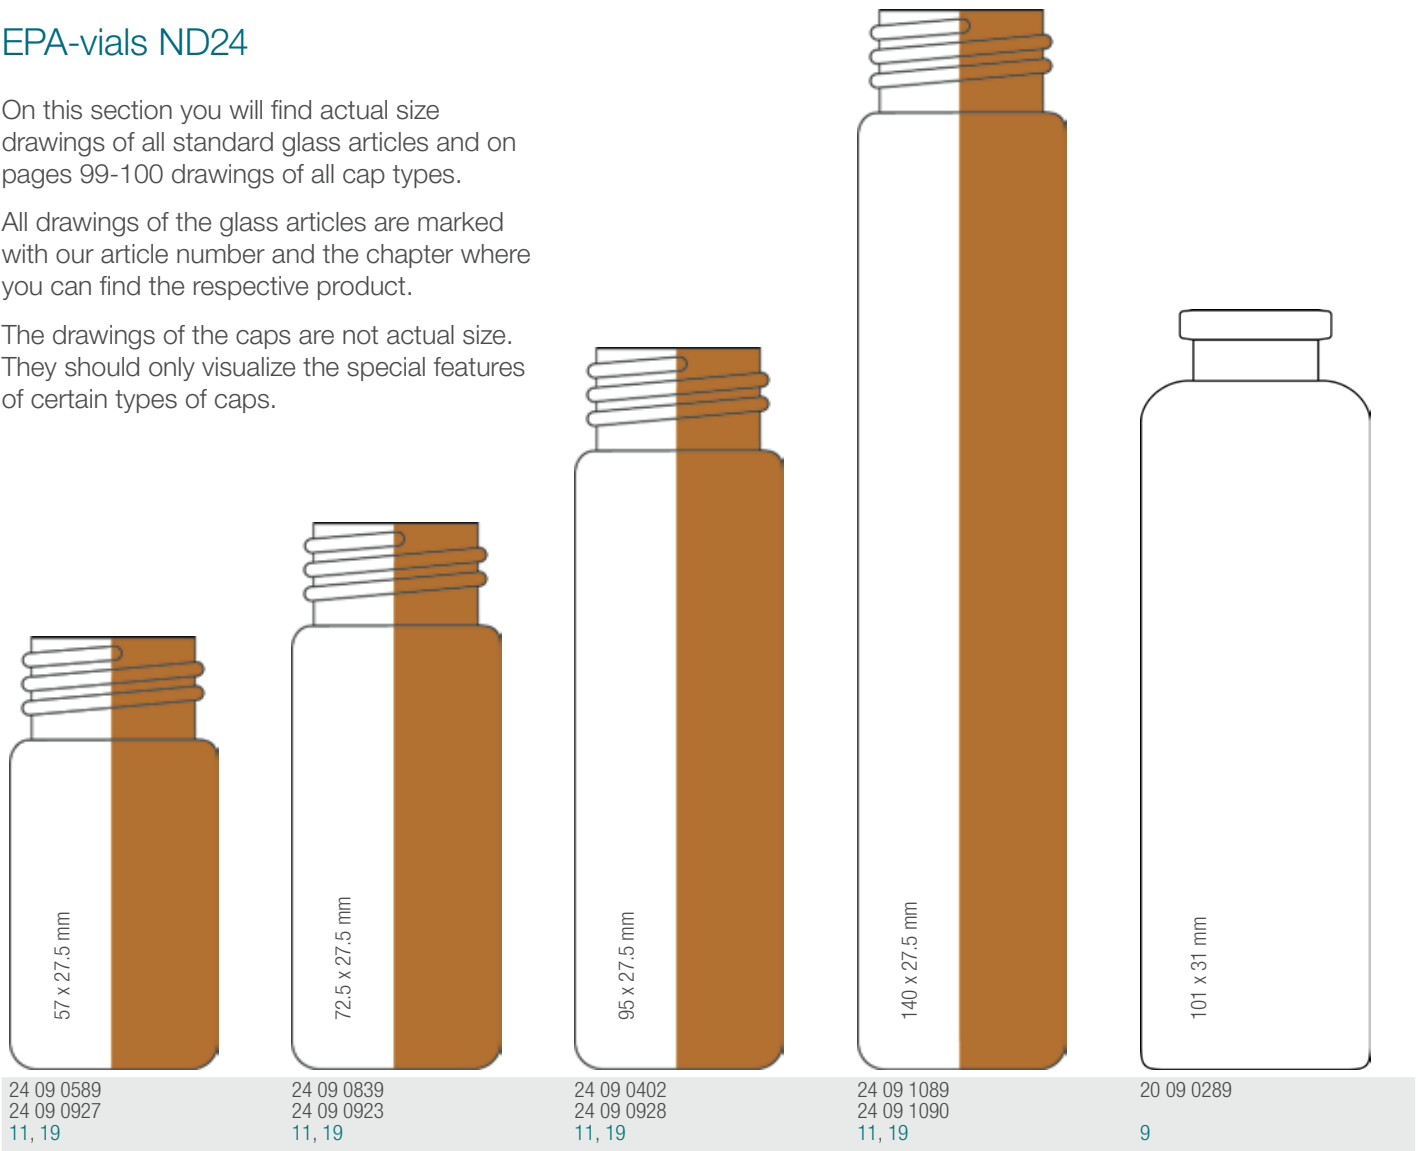 EPA-vials ND24
On this section you will find actual size
drawings of all standard glass articles and on
pages 99-100 drawings of all cap types.
All drawings of the glass articles are marked
with our article number and the chapter where
you can find the respective product.
The drawings of the caps are not actual size.
They should only visualize the special features
of certain types of caps.
57 x 27.5 mm
72.5 x 27.5 mm
95 x 27.5 mm
140 x 27.5 mm
101 x 31 mm
24 09 0589
24 09 0927
11, 19
24 09 0839
24 09 0923
11, 19
24 09 0402
24 09 0928
11, 19
24 09 1089
24 09 1090
11, 19
20 09 0289
9